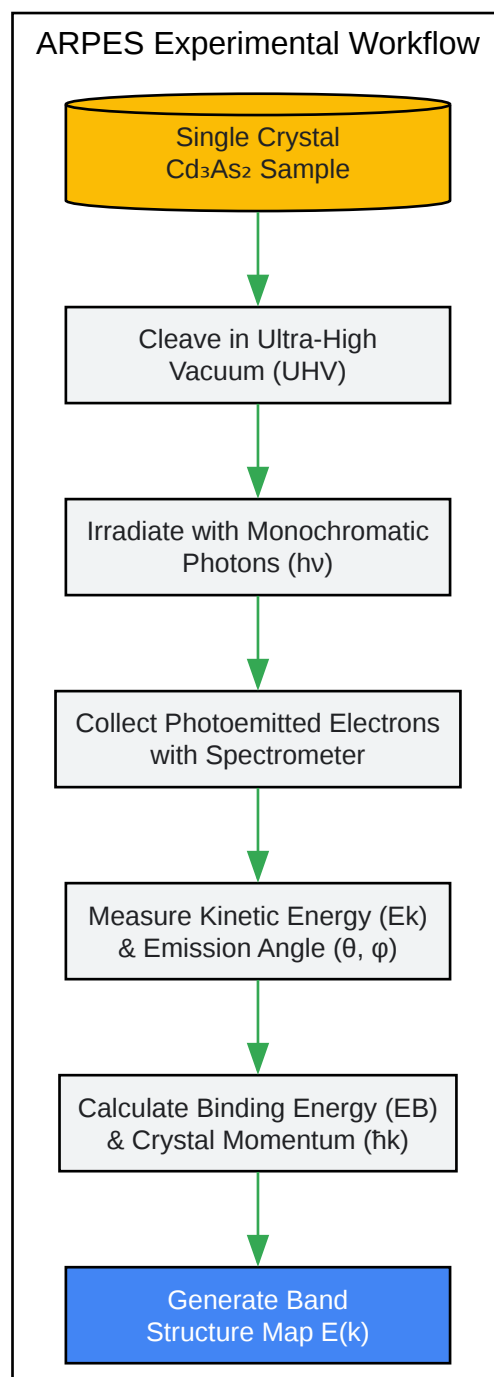 ARPES Experimental Workflow
Single Crystal
Cd₃As₂ Sample
Cleave in Ultra-High
Vacuum (UHV)
Irradiate with Monochromatic
Photons (hν)
Collect Photoemitted Electrons
with Spectrometer
Measure Kinetic Energy (Ek)
& Emission Angle (θ, φ)
Calculate Binding Energy (EB)
& Crystal Momentum (ħk)
Generate Band
Structure Map E(k)